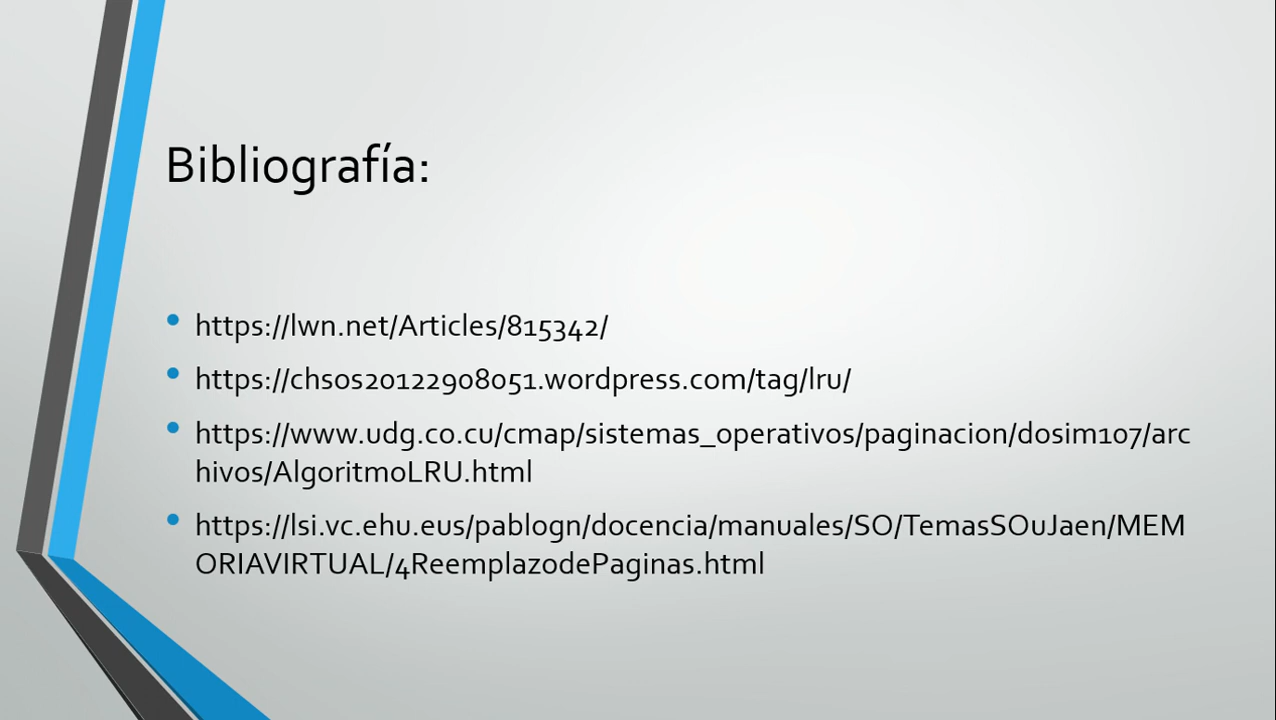 Bibliografía:
https://lwn.net/Articles/815342/
https://chsos20122908051.wordpress.com/tag/lru/
https://www.udg.co.cu/cmap/sistemas_operativos/paginacion/dosim107/arc
hivos/AlgoritmoLRU.html
https://lsi.vc.ehu.eus/pablogn/docencia/manuales/SO/TemasSOuJaen/MEM
ORIAVIRTUAL/4ReemplazodePaginas.html